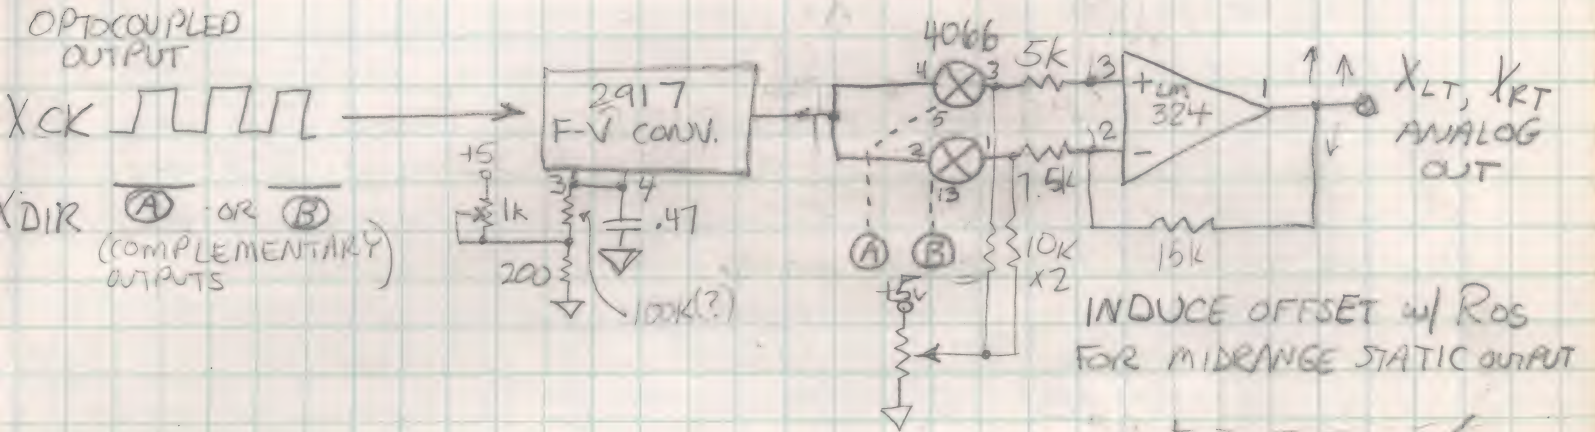 OPTOCOUPLED
OUTPUT
XCK
XDIR
A OR B
(COMPLEMENTARY)
OUTPUTS
2917
F-V CONV.
3
4
+5
1k
.47
200
100K(?)
4066
4
3
5
2
1
13
5k
7.5k
A
B
10K
x2
+5v
3
2
1
+
-
LM
324
15k
XLT, XRT
ANALOG
OUT
INDUCE OFFSET w/ ROS
FOR MIDRANGE STATIC OUTPUT